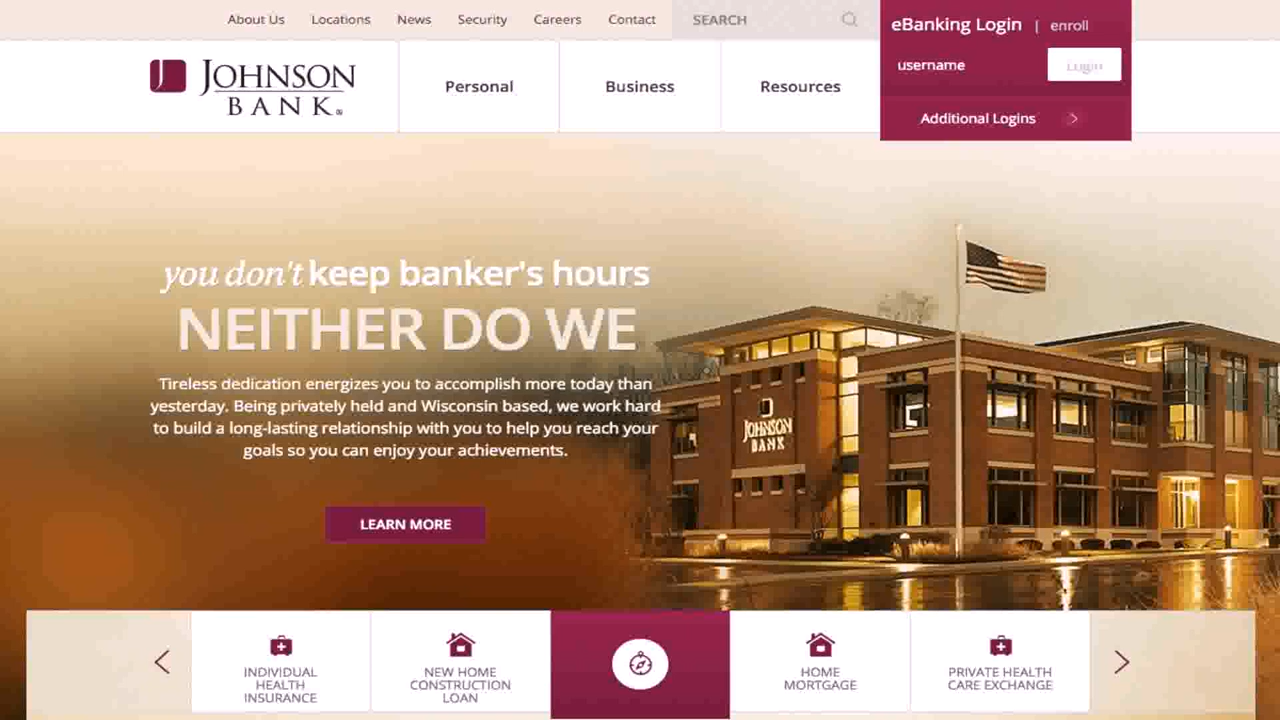 About Us Locations News Security Careers Contact SEARCH
eBanking Login | enroll
username Login
Additional Logins
JOHNSON
BANK®
Personal Business Resources
you don't keep banker's hours
NEITHER DO WE
Tireless dedication energizes you to accomplish more today than
yesterday. Being privately held and Wisconsin based, we work hard
to build a long-lasting relationship with you to help you reach your
goals so you can enjoy your achievements.
LEARN MORE
JOHNSON
BANK
INDIVIDUAL
HEALTH
INSURANCE
NEW HOME
CONSTRUCTION
LOAN
HOME
MORTGAGE
PRIVATE HEALTH
CARE EXCHANGE